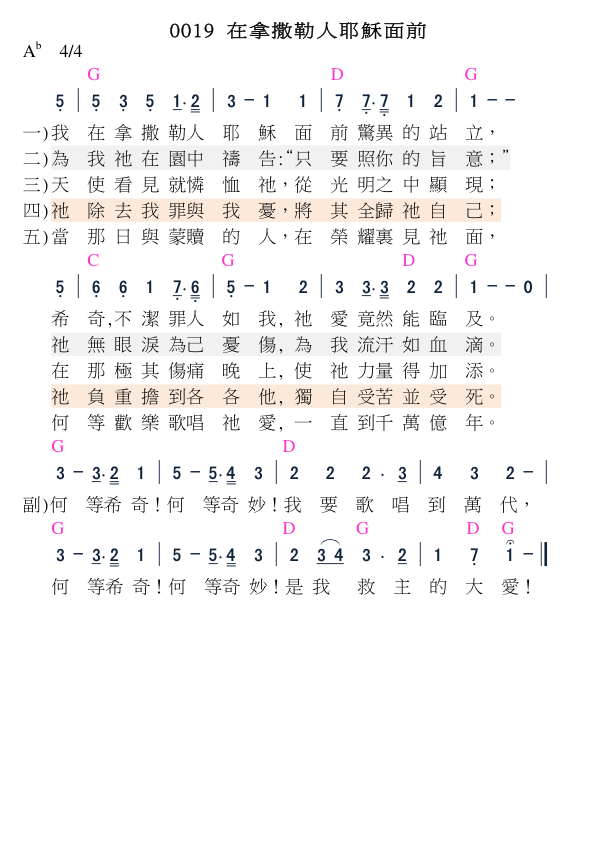 0019 在拿撒勒人耶穌面前
A♭ 4/4
G D G
5 | 5 3 5 1·2 | 3 – 1 1 | 7 7·7 1 2 | 1 – –
一)我 在 拿 撒 勒人 耶 穌 面 前 驚異 的 站 立，
二)為 我 祂 在 園中 禱 告:“只 要 照你 的 旨 意；”
三)天 使 看 見 就憐 恤 祂，從 光 明之 中 顯 現；
四)祂 除 去 我 罪與 我 憂，將 其 全歸 祂 自 己；
五)當 那 日 與 蒙贖 的 人，在 榮 耀裏 見 祂 面，
C G D G
5 | 6 6 1 7·6 | 5 – 1 2 | 3 3·3 2 2 | 1 – – 0 |
希 奇,不 潔 罪人 如 我, 祂 愛 竟然 能 臨 及。
祂 無 眼 淚 為己 憂 傷, 為 我 流汗 如 血 滴。
在 那 極 其 傷痛 晚 上, 使 祂 力量 得 加 添。
祂 負 重 擔 到各 各 他, 獨 自 受苦 並 受 死。
何 等 歡 樂 歌唱 祂 愛, 一 直 到千 萬 億 年。
G D
3 – 3·2 1 | 5 – 5·4 3 | 2 2 2 · 3 | 4 3 2 – |
副)何 等希 奇！何 等奇 妙！我 要 歌 唱 到 萬 代，
G D G D G
3 – 3·2 1 | 5 – 5·4 3 | 2 3 4 3 · 2 | 1 7 1 – ‖
何 等希 奇！何 等奇 妙！是 我 救 主 的 大 愛！